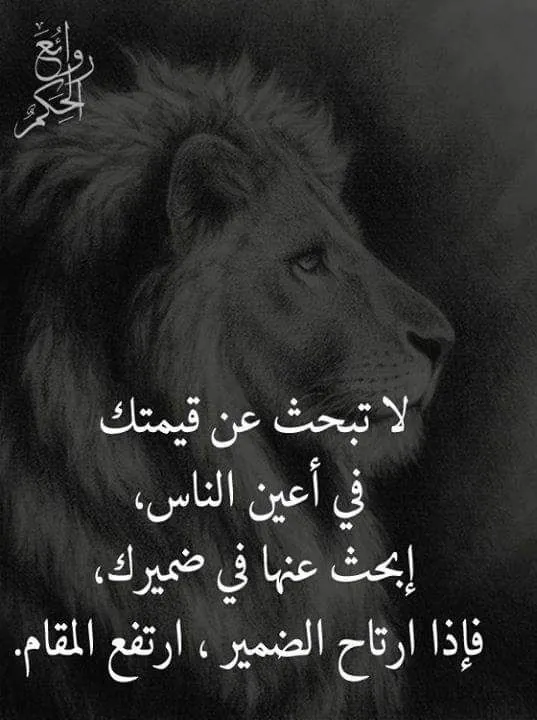 روائع
الحكم
لا تبحث عن قيمتك
في أعين الناس،
إبحث عنها في ضميرك،
فإذا ارتاح الضمير ، ارتفع المقام.